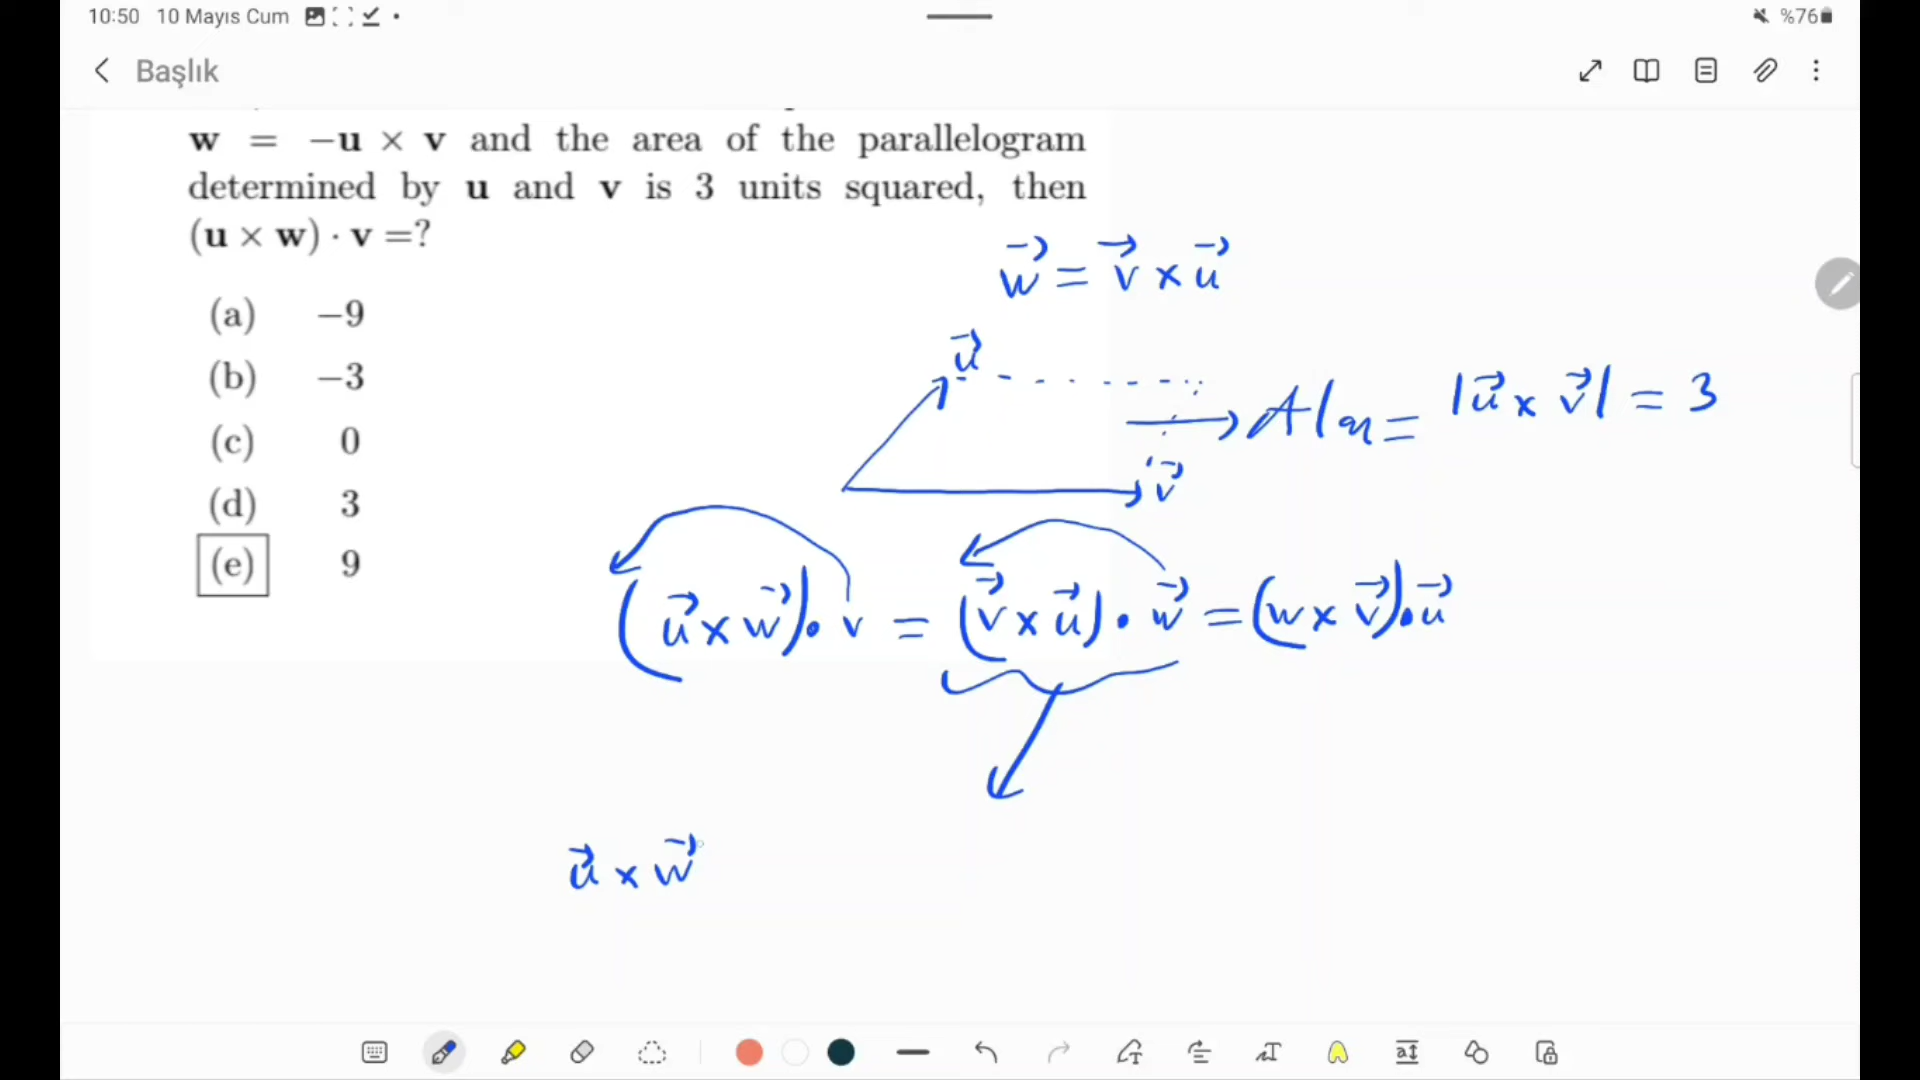 10:50 10 Mayıs Cum %76
Başlık
w = −u × v and the area of the parallelogram
determined by u and v is 3 units squared, then
(u × w) · v =?
(a) −9
(b) −3
(c) 0
(d) 3
(e) 9
w⃗ = v⃗ × u⃗
u⃗
Alan = |u⃗ × v⃗| = 3
v⃗
(u⃗ × w⃗) · v = (v⃗ × u⃗) · w⃗ = (w × v⃗) · u⃗
u⃗ × w⃗